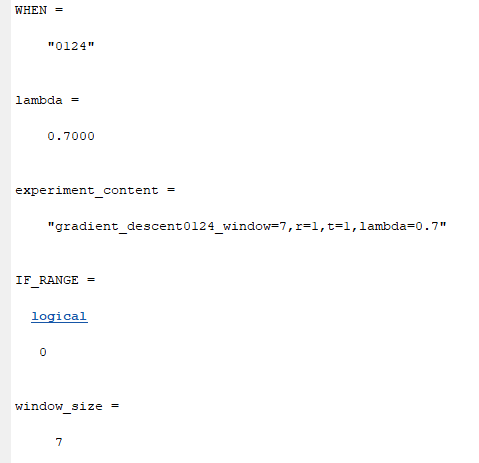 WHEN =
"0124"
lambda =
0.7000
experiment_content =
"gradient_descent0124_window=7,r=1,t=1,lambda=0.7"
IF_RANGE =
logical
0
window_size =
7